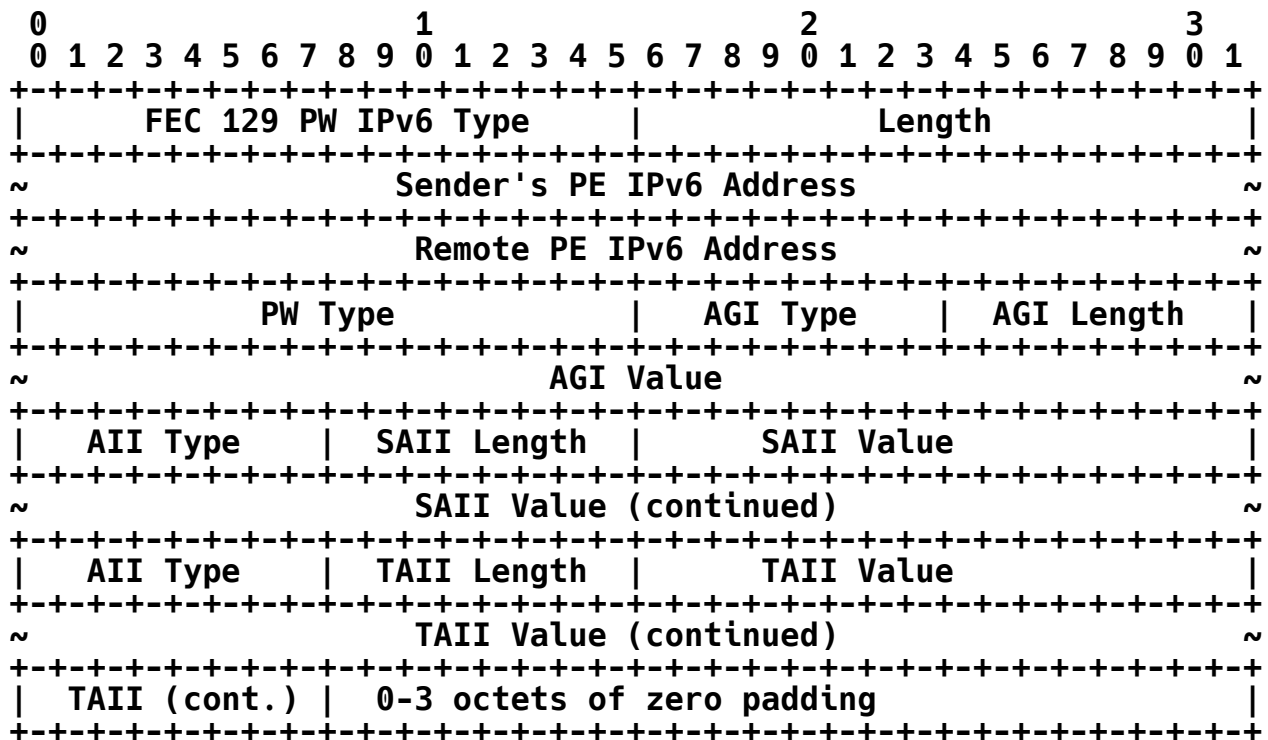 0                   1                   2                   3
 0 1 2 3 4 5 6 7 8 9 0 1 2 3 4 5 6 7 8 9 0 1 2 3 4 5 6 7 8 9 0 1
+-+-+-+-+-+-+-+-+-+-+-+-+-+-+-+-+-+-+-+-+-+-+-+-+-+-+-+-+-+-+-+-+
|      FEC 129 PW IPv6 Type     |            Length             |
+-+-+-+-+-+-+-+-+-+-+-+-+-+-+-+-+-+-+-+-+-+-+-+-+-+-+-+-+-+-+-+-+
~                   Sender's PE IPv6 Address                    ~
+-+-+-+-+-+-+-+-+-+-+-+-+-+-+-+-+-+-+-+-+-+-+-+-+-+-+-+-+-+-+-+-+
~                    Remote PE IPv6 Address                     ~
+-+-+-+-+-+-+-+-+-+-+-+-+-+-+-+-+-+-+-+-+-+-+-+-+-+-+-+-+-+-+-+-+
|            PW Type            |   AGI Type    |  AGI Length   |
+-+-+-+-+-+-+-+-+-+-+-+-+-+-+-+-+-+-+-+-+-+-+-+-+-+-+-+-+-+-+-+-+
~                           AGI Value                           ~
+-+-+-+-+-+-+-+-+-+-+-+-+-+-+-+-+-+-+-+-+-+-+-+-+-+-+-+-+-+-+-+-+
|   AII Type    |  SAII Length  |      SAII Value               |
+-+-+-+-+-+-+-+-+-+-+-+-+-+-+-+-+-+-+-+-+-+-+-+-+-+-+-+-+-+-+-+-+
~                    SAII Value (continued)                     ~
+-+-+-+-+-+-+-+-+-+-+-+-+-+-+-+-+-+-+-+-+-+-+-+-+-+-+-+-+-+-+-+-+
|   AII Type    |  TAII Length  |      TAII Value               |
+-+-+-+-+-+-+-+-+-+-+-+-+-+-+-+-+-+-+-+-+-+-+-+-+-+-+-+-+-+-+-+-+
~                    TAII Value (continued)                     ~
+-+-+-+-+-+-+-+-+-+-+-+-+-+-+-+-+-+-+-+-+-+-+-+-+-+-+-+-+-+-+-+-+
|  TAII (cont.) |  0-3 octets of zero padding                   |
+-+-+-+-+-+-+-+-+-+-+-+-+-+-+-+-+-+-+-+-+-+-+-+-+-+-+-+-+-+-+-+-+